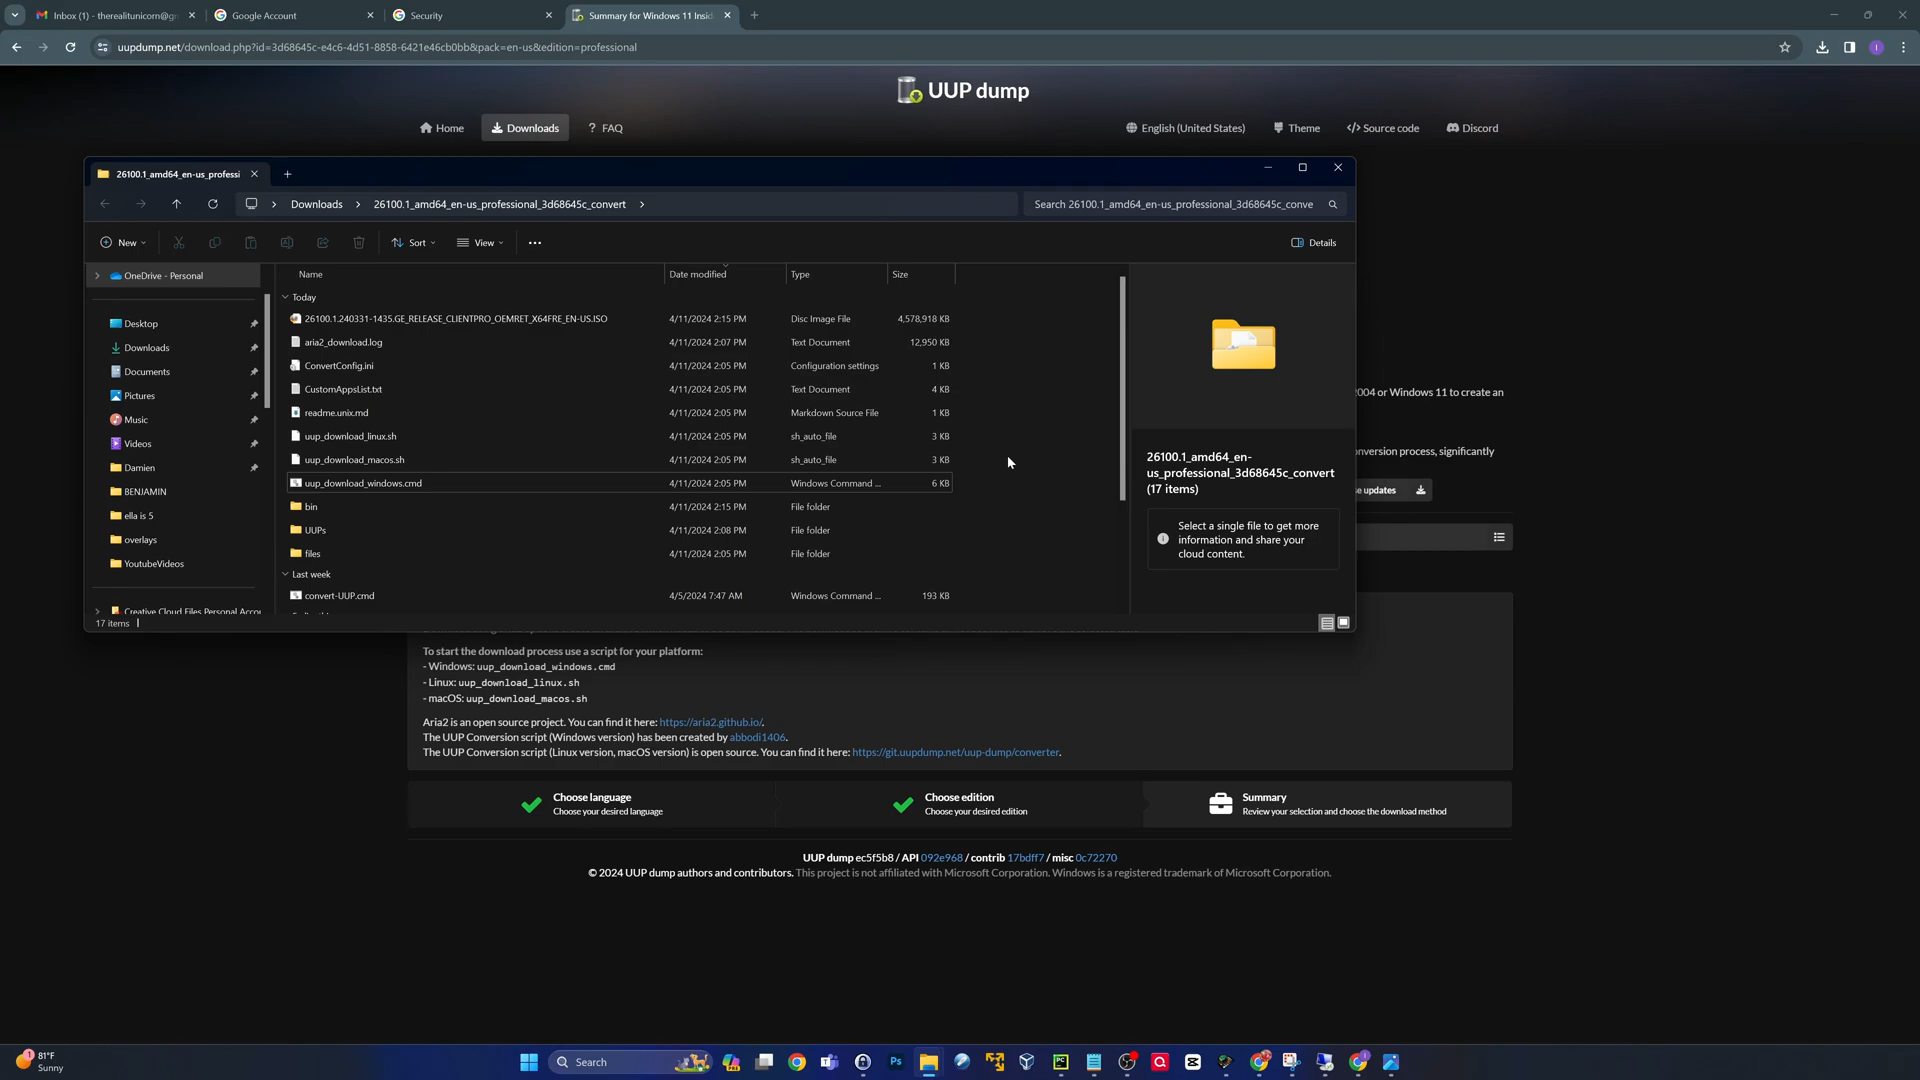 Inbox (1) - therealitunicorn@gm
Google Account
Security
Summary for Windows 11 Insid
uupdump.net/download.php?id=3d68645c-e4c6-4d51-8858-6421e46cb0bb&pack=en-us&edition=professional
UUP dump
Home
Downloads
? FAQ
English (United States)
Theme
</> Source code
Discord
26100.1_amd64_en-us_professi
Downloads
26100.1_amd64_en-us_professional_3d68645c_convert
Search 26100.1_amd64_en-us_professional_3d68645c_conve
New
Sort
View
Details
OneDrive - Personal
Desktop
Downloads
Documents
Pictures
Music
Videos
Damien
BENJAMIN
ella is 5
overlays
YoutubeVideos
Creative Cloud Files Personal Accou
Name Date modified Type Size
Today
26100.1.240331-1435.GE_RELEASE_CLIENTPRO_OEMRET_X64FRE_EN-US.ISO 4/11/2024 2:15 PM Disc Image File 4,578,918 KB
aria2_download.log 4/11/2024 2:07 PM Text Document 12,950 KB
ConvertConfig.ini 4/11/2024 2:05 PM Configuration settings 1 KB
CustomAppsList.txt 4/11/2024 2:05 PM Text Document 4 KB
readme.unix.md 4/11/2024 2:05 PM Markdown Source File 1 KB
uup_download_linux.sh 4/11/2024 2:05 PM sh_auto_file 3 KB
uup_download_macos.sh 4/11/2024 2:05 PM sh_auto_file 3 KB
uup_download_windows.cmd 4/11/2024 2:05 PM Windows Command ... 6 KB
bin 4/11/2024 2:15 PM File folder
UUPs 4/11/2024 2:08 PM File folder
files 4/11/2024 2:05 PM File folder
Last week
convert-UUP.cmd 4/5/2024 7:47 AM Windows Command ... 193 KB
26100.1_amd64_en-
us_professional_3d68645c_convert
(17 items)
Select a single file to get more
information and share your
cloud content.
17 items
004 or Windows 11 to create an
nversion process, significantly
e updates
To start the download process use a script for your platform:
- Windows: uup_download_windows.cmd
- Linux: uup_download_linux.sh
- macOS: uup_download_macos.sh
Aria2 is an open source project. You can find it here: https://aria2.github.io/.
The UUP Conversion script (Windows version) has been created by abbodi1406.
The UUP Conversion script (Linux version, macOS version) is open source. You can find it here: https://git.uupdump.net/uup-dump/converter.
Choose language
Choose your desired language
Choose edition
Choose your desired edition
Summary
Review your selection and choose the download method
UUP dump ec5f5b8 / API 092e968 / contrib 17bdff7 / misc 0c72270
© 2024 UUP dump authors and contributors. This project is not affiliated with Microsoft Corporation. Windows is a registered trademark of Microsoft Corporation.
81°F
Sunny
Search